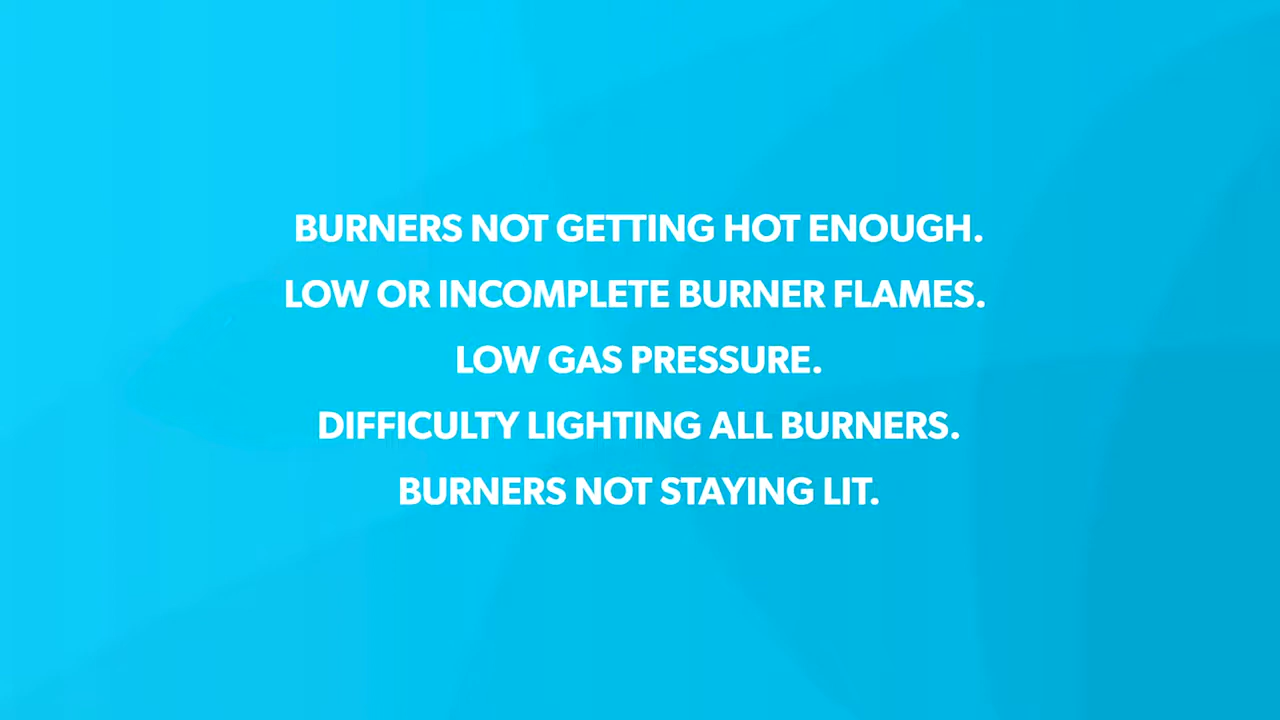 BURNERS NOT GETTING HOT ENOUGH.
LOW OR INCOMPLETE BURNER FLAMES.
LOW GAS PRESSURE.
DIFFICULTY LIGHTING ALL BURNERS.
BURNERS NOT STAYING LIT.